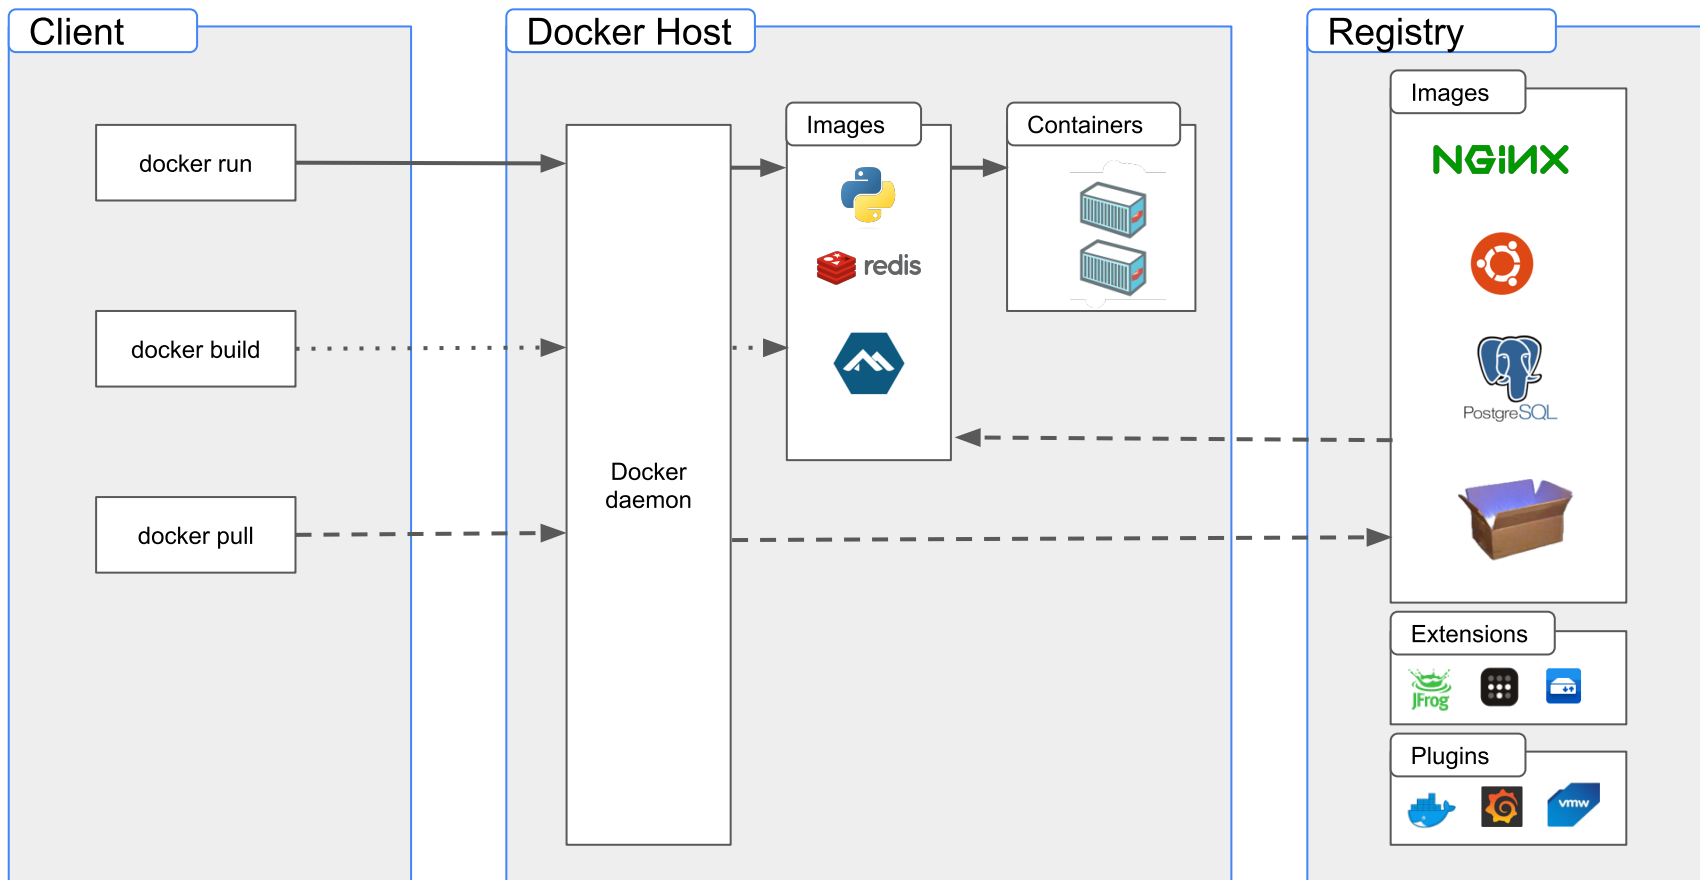 Client
docker run
docker build
docker pull
Docker Host
Docker
daemon
Images
redis
Containers
Registry
Images
NGiNX
PostgreSQL
Extensions
JFrog
Plugins
vmw